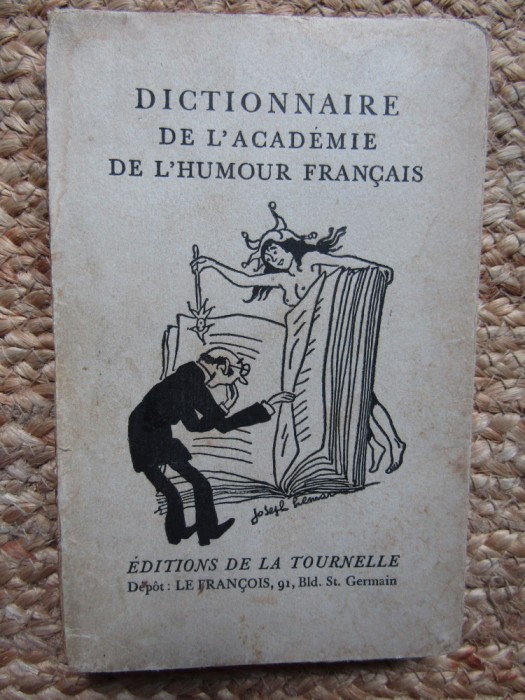 DICTIONNAIRE
DE L'ACADÉMIE
DE L'HUMOUR FRANÇAIS
Joseph Hémard
ÉDITIONS DE LA TOURNELLE
Dépôt : LE FRANÇOIS, 91, Bld. St. Germain